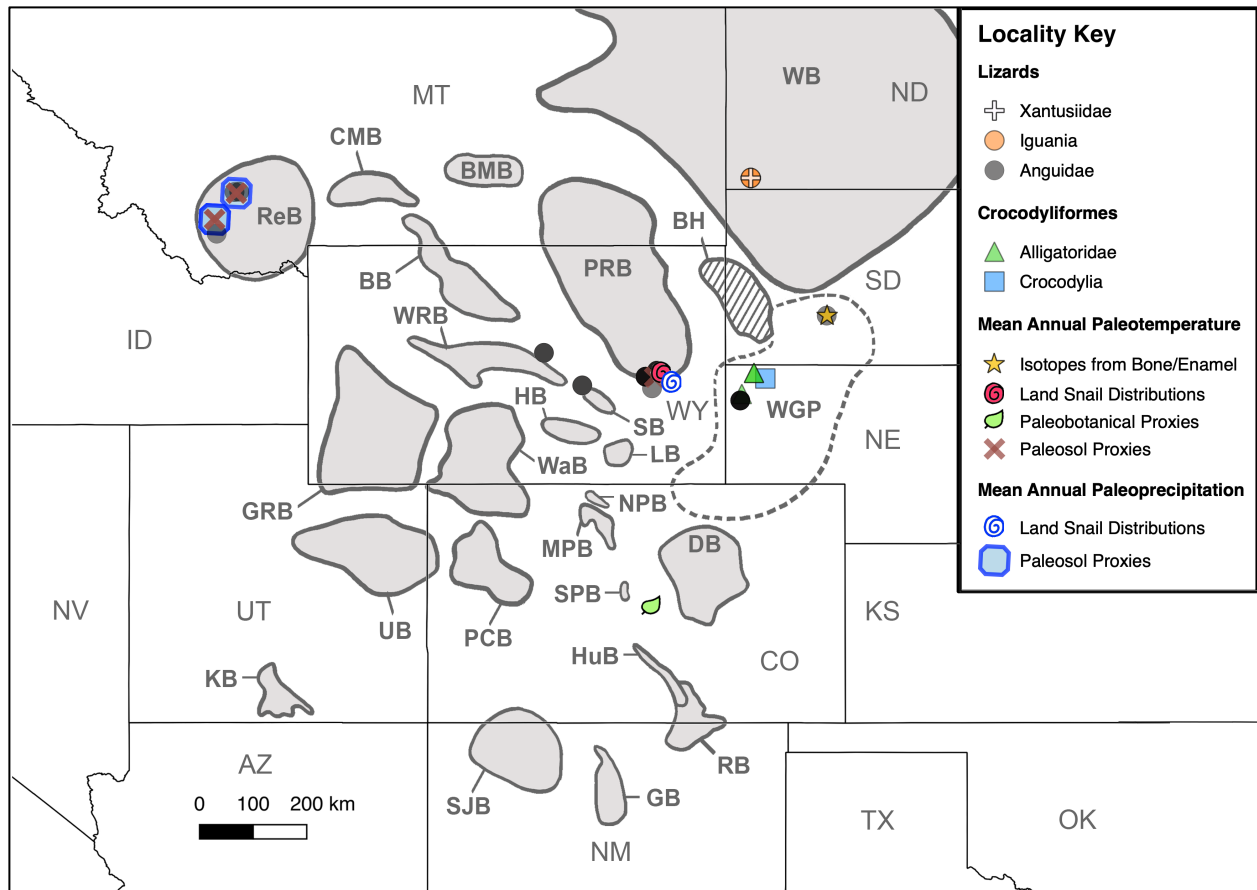 WB
ND
MT
CMB
BMB
ReB
BH
PRB
BB
SD
WRB
ID
HB
WY
WGP
SB
NE
WaB
LB
GRB
NPB
MPB
DB
SPB
NV
UT
UB
PCB
KS
HuB
CO
KB
AZ
RB
0 100 200 km
SJB
GB
NM
TX
OK
Locality Key
Lizards
Xantusiidae
Iguania
Anguidae
Crocodyliformes
Alligatoridae
Crocodylia
Mean Annual Paleotemperature
Isotopes from Bone/Enamel
Land Snail Distributions
Paleobotanical Proxies
Paleosol Proxies
Mean Annual Paleoprecipitation
Land Snail Distributions
Paleosol Proxies